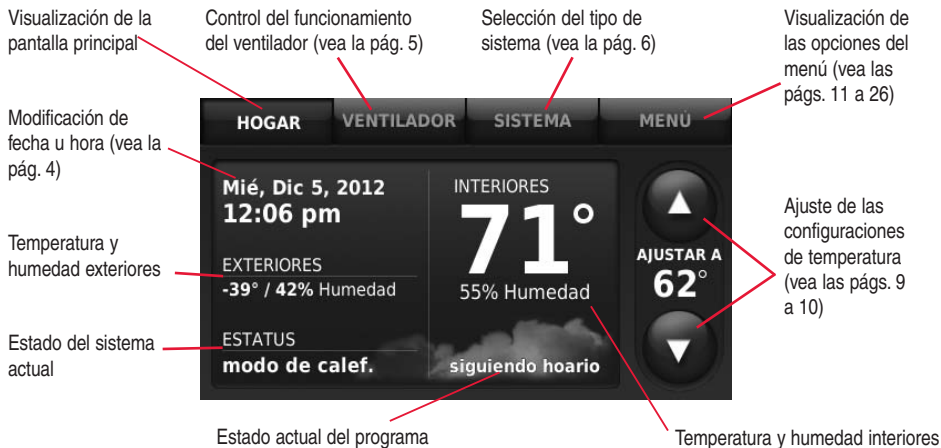 Visualización de la
pantalla principal
Control del funcionamiento
del ventilador (vea la pág. 5)
Selección del tipo de
sistema (vea la pág. 6)
Visualización de
las opciones del
menú (vea las
págs. 11 a 26)
Modificación de
fecha u hora (vea la
pág. 4)
Temperatura y
humedad exteriores
Estado del sistema
actual
HOGAR VENTILADOR SISTEMA MENÚ
Mié, Dic 5, 2012
12:06 pm
EXTERIORES
-39° / 42% Humedad
ESTATUS
modo de calef.
INTERIORES
71°
55% Humedad
siguiendo hoario
AJUSTAR A
62°
Ajuste de las
configuraciones
de temperatura
(vea las págs. 9
a 10)
Estado actual del programa
Temperatura y humedad interiores